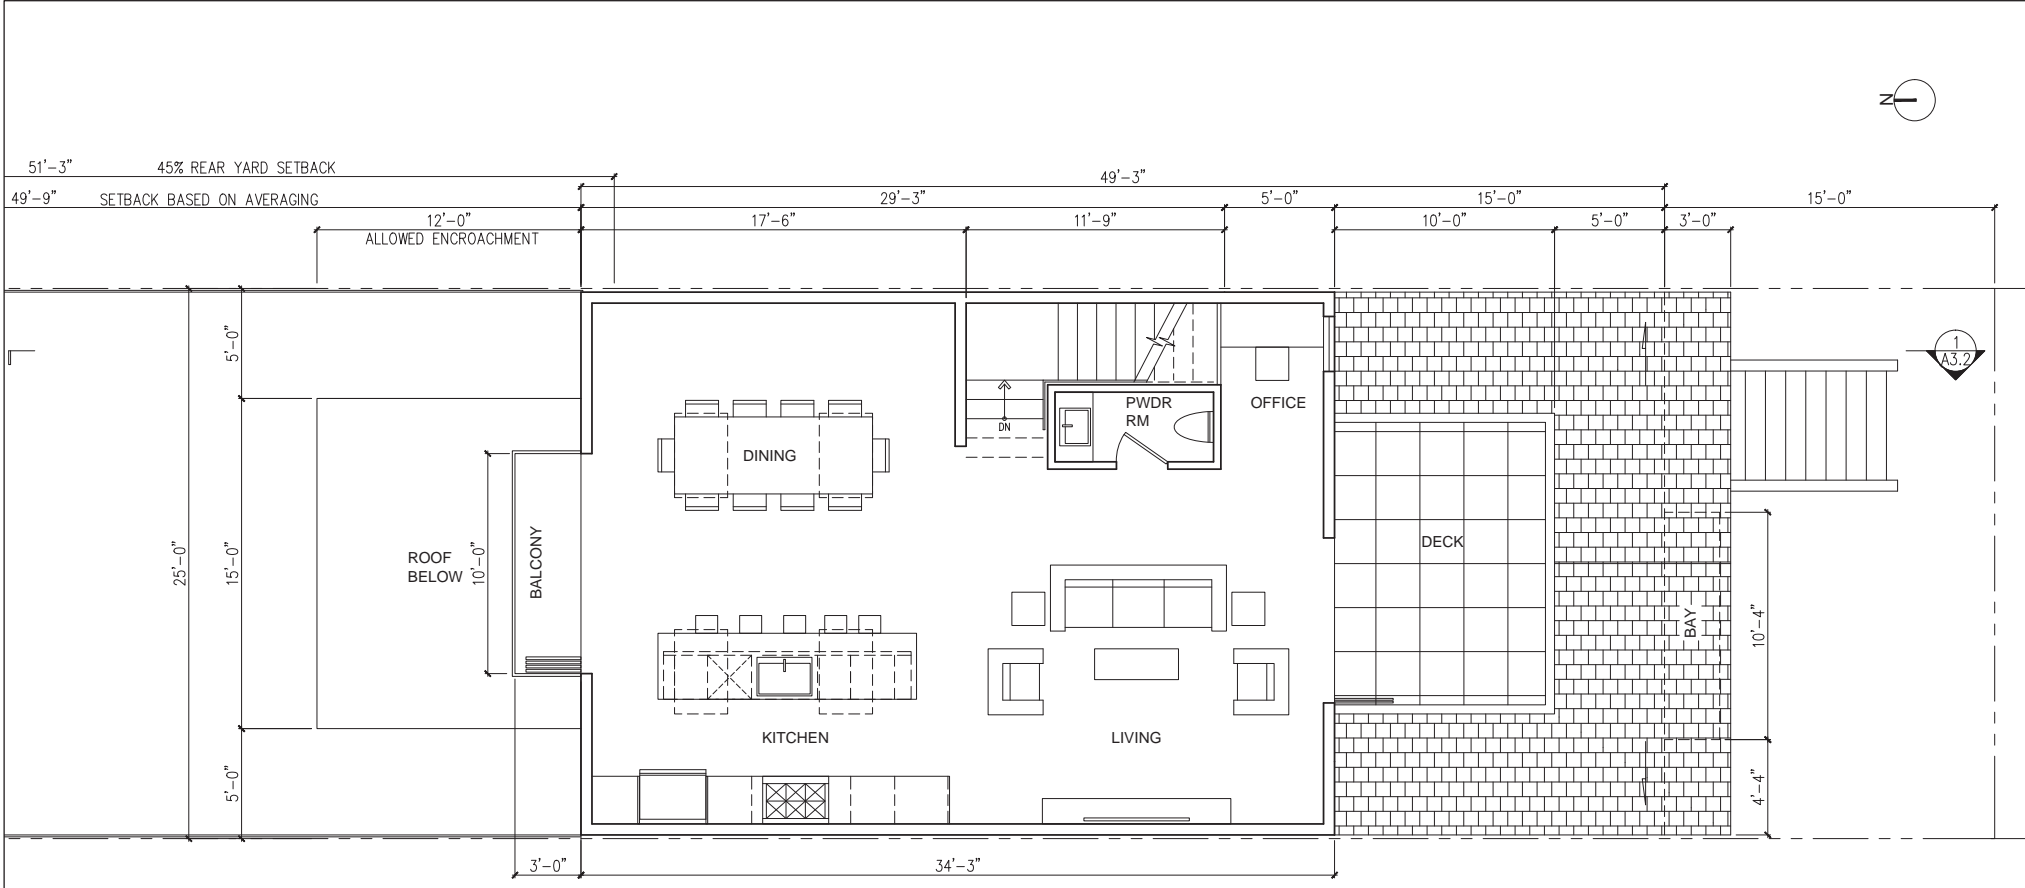 N
51'-3" 45% REAR YARD SETBACK
49'-3"
49'-9" SETBACK BASED ON AVERAGING
29'-3" 5'-0" 15'-0" 15'-0"
12'-0" 17'-6" 11'-9" 10'-0" 5'-0" 3'-0"
ALLOWED ENCROACHMENT
5'-0"
1
A3.2
PWDR
RM
OFFICE
DN
DINING
DECK
25'-0"
15'-0"
ROOF
BELOW
10'-0"
BALCONY
BAY
10'-4"
KITCHEN
LIVING
5'-0"
4'-4"
3'-0" 34'-3"